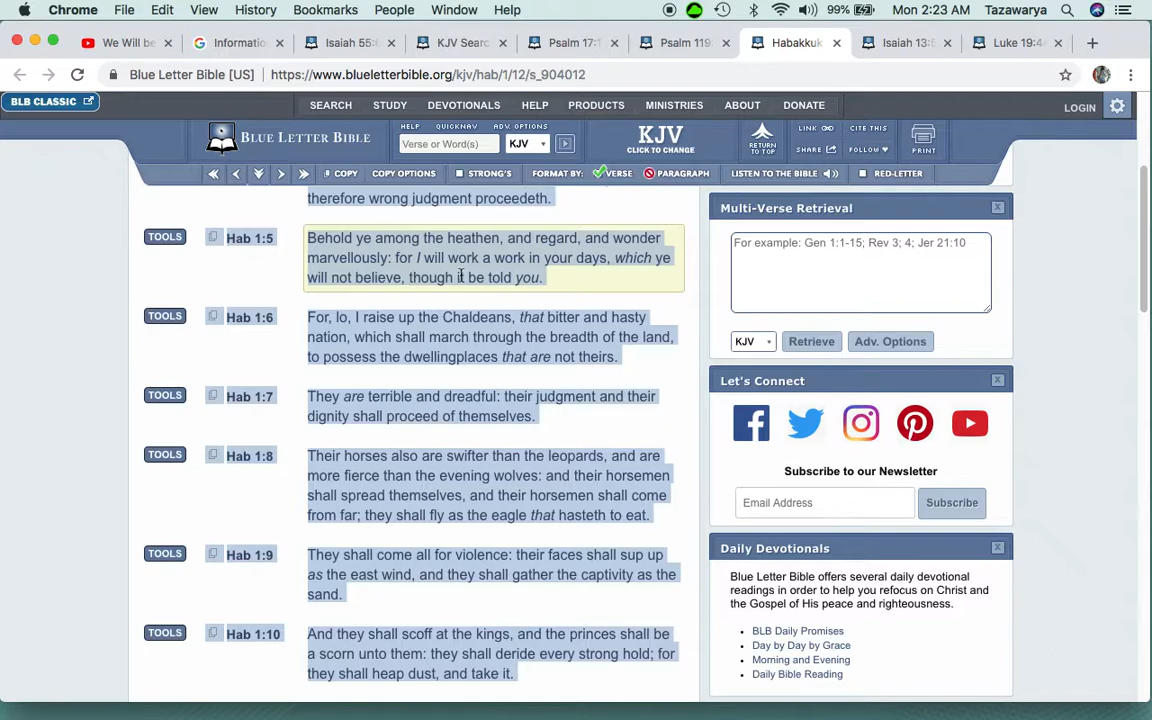 Chrome File Edit View History Bookmarks People Window Help 99% Mon 2:23 AM Tazawarya
We Will be Informatio Isaiah 55: KJV Sear Psalm 17:1 Psalm 119 Habakkuk Isaiah 13:5 Luke 19:4
Blue Letter Bible [US] https://www.blueletterbible.org/kjv/hab/1/12/s_904012
BLB CLASSIC
SEARCH STUDY DEVOTIONALS HELP PRODUCTS MINISTRIES ABOUT DONATE LOGIN
BLUE LETTER BIBLE
HELP QUICKNAV ADV. OPTIONS
Verse or Word(s) KJV
KJV
CLICK TO CHANGE
RETURN
TO TOP
LINK CITE THIS
SHARE FOLLOW PRINT
COPY COPY OPTIONS STRONG'S FORMAT BY: VERSE PARAGRAPH LISTEN TO THE BIBLE RED-LETTER
therefore wrong judgment proceedeth.
TOOLS Hab 1:5 Behold ye among the heathen, and regard, and wonder
marvellously: for I will work a work in your days, which ye
will not believe, though it be told you.
TOOLS Hab 1:6 For, lo, I raise up the Chaldeans, that bitter and hasty
nation, which shall march through the breadth of the land,
to possess the dwellingplaces that are not theirs.
TOOLS Hab 1:7 They are terrible and dreadful: their judgment and their
dignity shall proceed of themselves.
TOOLS Hab 1:8 Their horses also are swifter than the leopards, and are
more fierce than the evening wolves: and their horsemen
shall spread themselves, and their horsemen shall come
from far; they shall fly as the eagle that hasteth to eat.
TOOLS Hab 1:9 They shall come all for violence: their faces shall sup up
as the east wind, and they shall gather the captivity as the
sand.
TOOLS Hab 1:10 And they shall scoff at the kings, and the princes shall be
a scorn unto them: they shall deride every strong hold; for
they shall heap dust, and take it.
Multi-Verse Retrieval
For example: Gen 1:1-15; Rev 3; 4; Jer 21:10
KJV Retrieve Adv. Options
Let's Connect
Subscribe to our Newsletter
Email Address Subscribe
Daily Devotionals
Blue Letter Bible offers several daily devotional
readings in order to help you refocus on Christ and
the Gospel of His peace and righteousness.
BLB Daily Promises
Day by Day by Grace
Morning and Evening
Daily Bible Reading